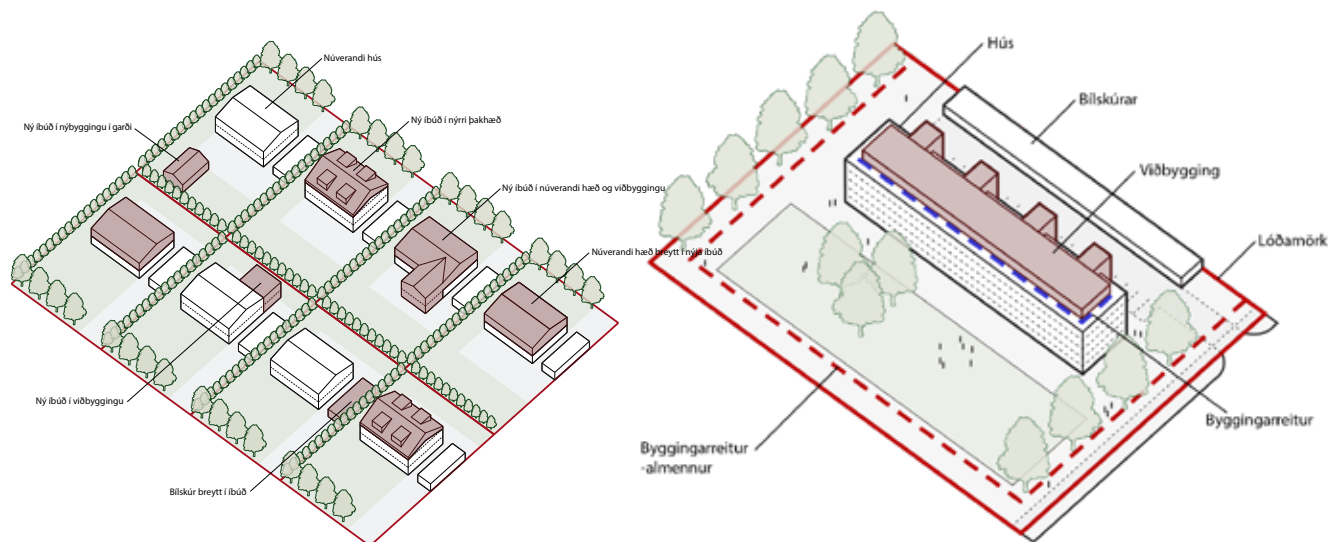 Núverandi hús
Ný íbúð í nýbyggingu í garði
Ný íbúð í nýrri þakhæð
Ný íbúð í núverandi hæð og viðbyggingu
Núverandi hæð breytt í nýja íbúð
Ný íbúð í viðbyggingu
Bílskúr breytt í íbúð
Hús
Bílskúrar
Viðbygging
Lóðamörk
Byggingarreitur
Byggingarreitur
-almennur